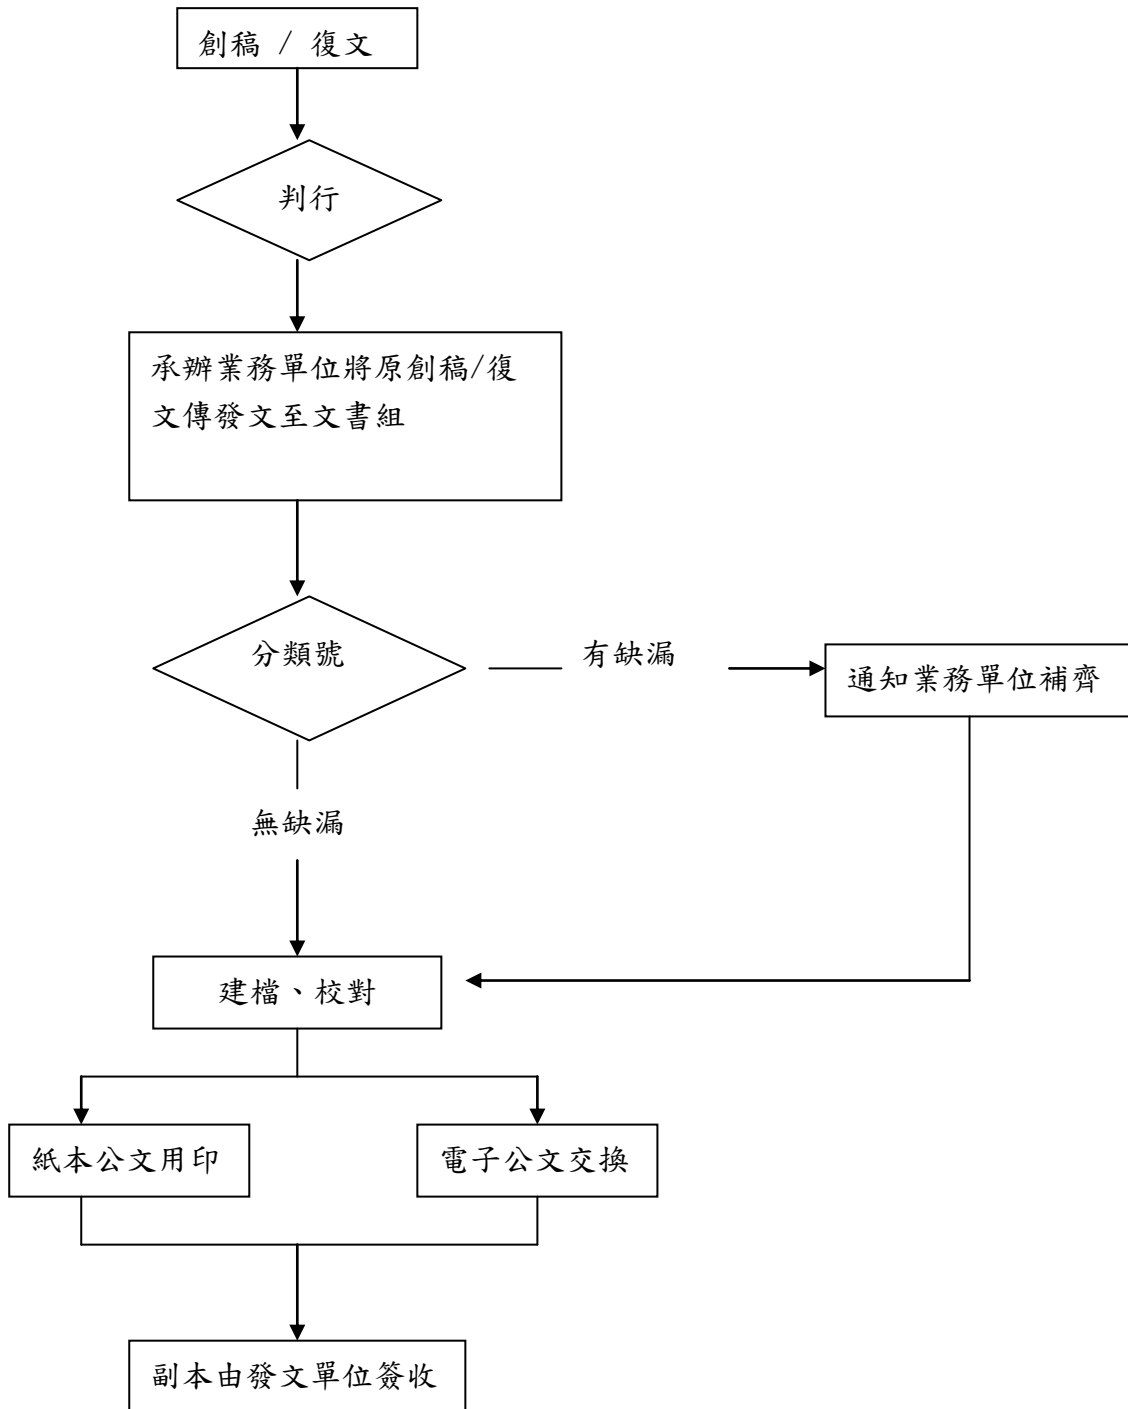 創稿 / 復文
判行
承辦業務單位將原創稿/復
文傳發文至文書組
分類號
有缺漏
通知業務單位補齊
無缺漏
建檔、校對
紙本公文用印
電子公文交換
副本由發文單位簽收